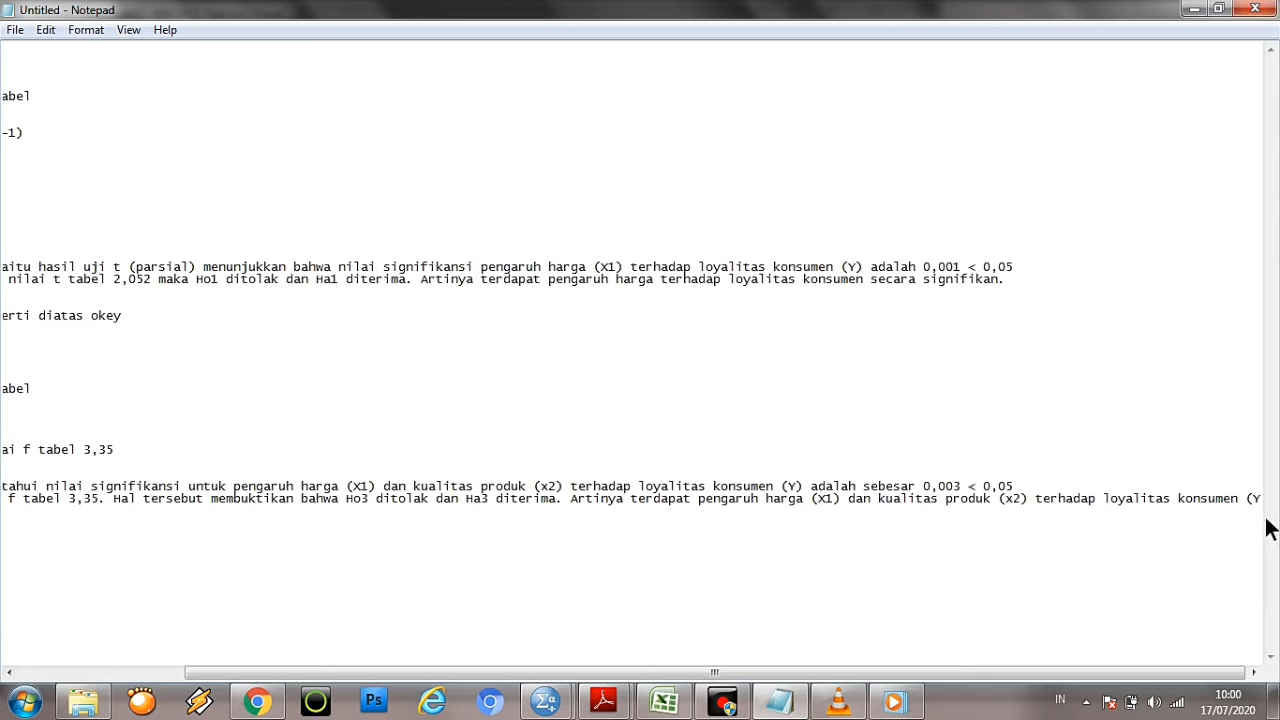 Untitled - Notepad
File Edit Format View Help
abel
-1)
aitu hasil uji t (parsial) menunjukkan bahwa nilai signifikansi pengaruh harga (X1) terhadap loyalitas konsumen (Y) adalah 0,001 < 0,05
nilai t tabel 2,052 maka Ho1 ditolak dan Ha1 diterima. Artinya terdapat pengaruh harga terhadap loyalitas konsumen secara signifikan.
erti diatas okey
abel
ai f tabel 3,35
tahui nilai signifikansi untuk pengaruh harga (X1) dan kualitas produk (x2) terhadap loyalitas konsumen (Y) adalah sebesar 0,003 < 0,05
f tabel 3,35. Hal tersebut membuktikan bahwa Ho3 ditolak dan Ha3 diterima. Artinya terdapat pengaruh harga (X1) dan kualitas produk (x2) terhadap loyalitas konsumen (Y
Ps
Σα
IN
10:00
17/07/2020